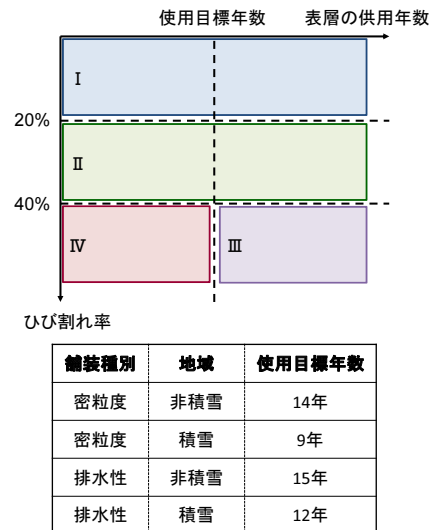 使用目標年数 表層の供用年数
Ⅰ
20%
Ⅱ
40%
Ⅳ Ⅲ
ひび割れ率
舗装種別 地域 使用目標年数
密粒度 非積雪 14年
密粒度 積雪 9年
排水性 非積雪 15年
排水性 積雪 12年